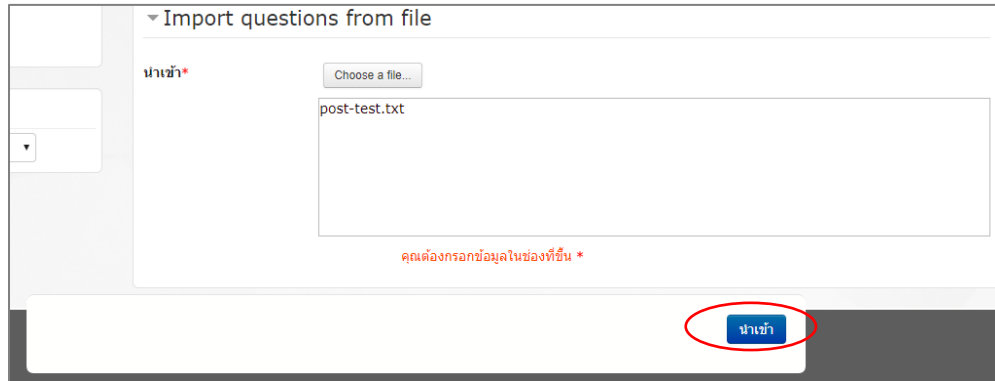 Import questions from file
นำเข้า*
Choose a file...
post-test.txt
คุณต้องกรอกข้อมูลในช่องที่ขึ้น *
นำเข้า